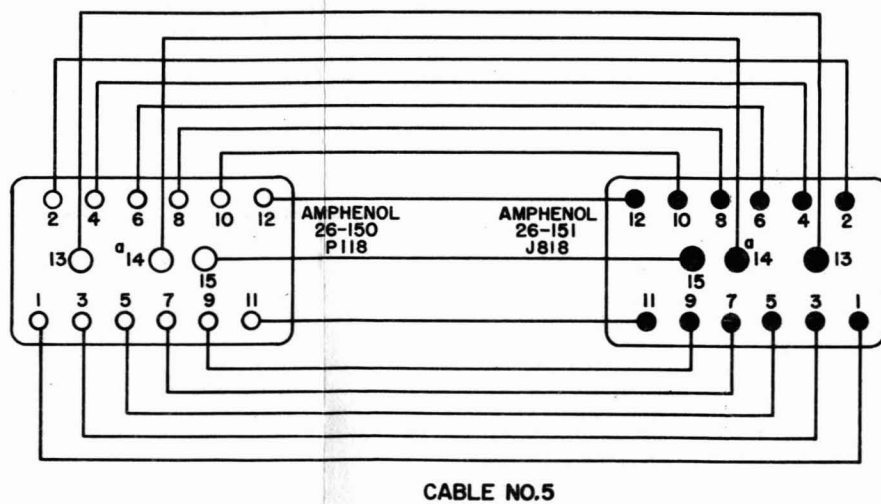 2 4 6 8 10 12
AMPHENOL
26-150
P118
AMPHENOL
26-151
J818
12 10 8 6 4 2
13 a 14 15
15 a 14 13
1 3 5 7 9 11
11 9 7 5 3 1
CABLE NO.5